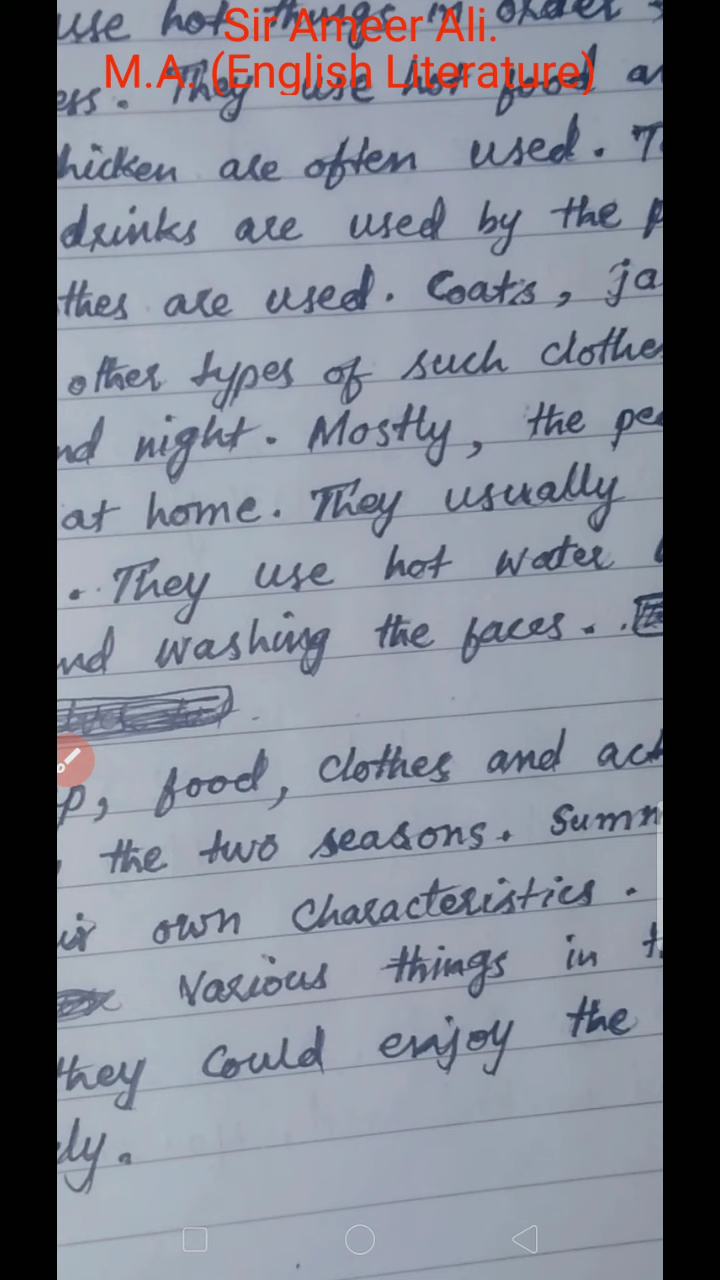 use hot things in order
Sir Ameer Ali.
M.A. (English Literature)
ess. They use hot food a
hicken are often used. T
drinks are used by the p
thes are used. Coats, ja
other types of such clothe
nd night. Mostly, the pe
at home. They usually
. They use hot water
nd washing the faces.
p, food, clothes and act
the two seasons. Summ
ir own characteristics.
various things in t
they could enjoy the
ly.